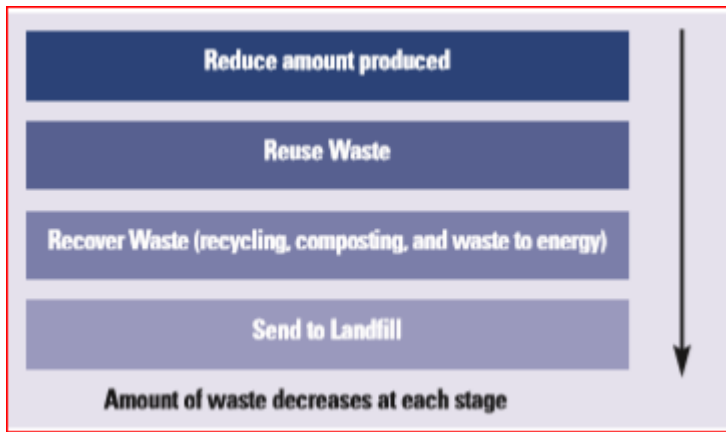 Reduce amount produced
Reuse Waste
Recover Waste (recycling, composting, and waste to energy)
Send to Landfill
Amount of waste decreases at each stage